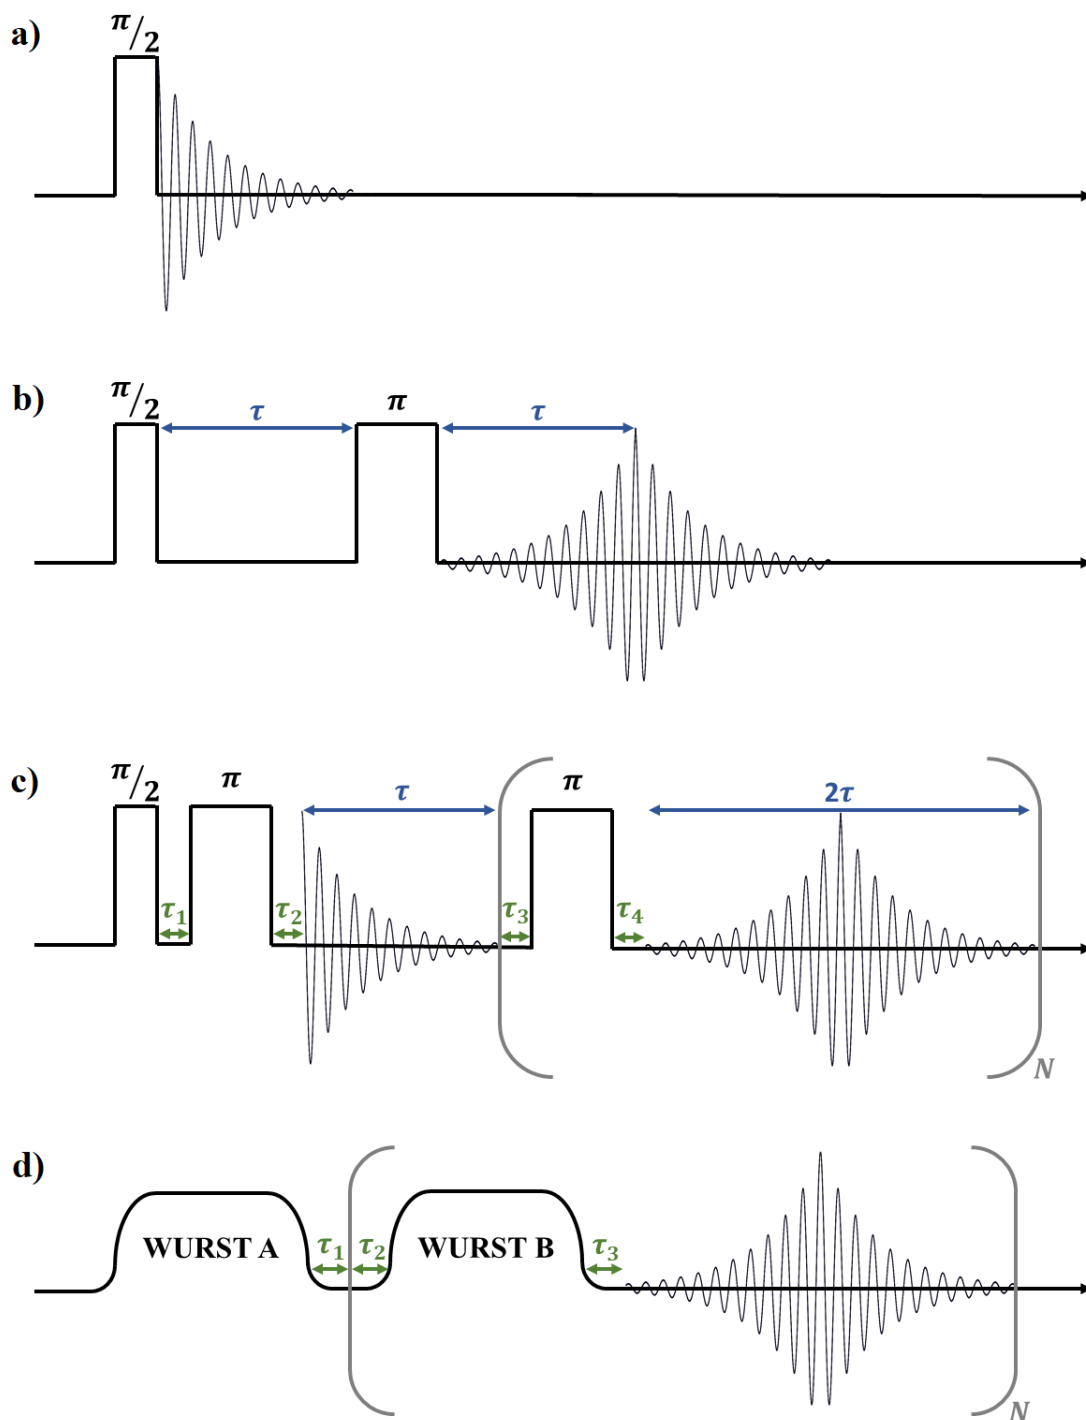 a)
π/2
b)
π/2 τ π τ
c)
π/2 π τ π 2τ
τ₁ τ₂ τ₃ τ₄
N
d)
WURST A τ₁ τ₂ WURST B τ₃
N